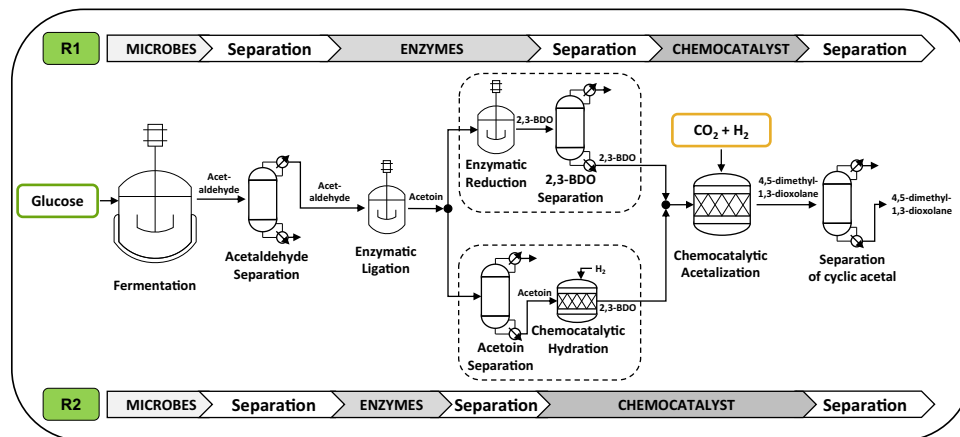 R1
MICROBES
Separation
ENZYMES
Separation
CHEMOCATALYST
Separation
Glucose
Fermentation
Acet-
aldehyde
Acetaldehyde
Separation
Acet-
aldehyde
Enzymatic
Ligation
Acetoin
Enzymatic
Reduction
2,3-BDO
2,3-BDO
Separation
2,3-BDO
Acetoin
Separation
Acetoin
H2
Chemocatalytic
Hydration
2,3-BDO
CO2 + H2
Chemocatalytic
Acetalization
4,5-dimethyl-
1,3-dioxolane
Separation
of cyclic acetal
4,5-dimethyl-
1,3-dioxolane
R2
MICROBES
Separation
ENZYMES
Separation
CHEMOCATALYST
Separation